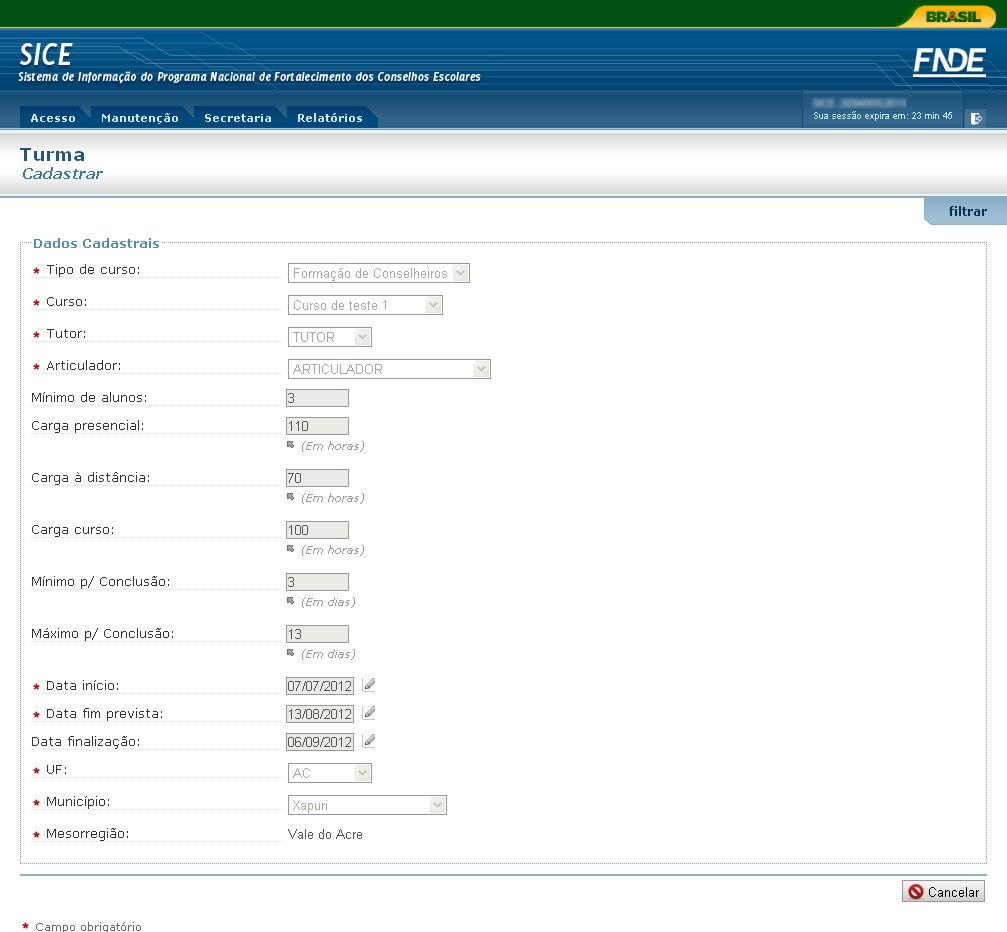 BRASIL
SICE
Sistema de Informação do Programa Nacional de Fortalecimento dos Conselhos Escolares
FNDE
Acesso Manutenção Secretaria Relatórios
Sua sessão expira em: 23 min 45
Turma
Cadastrar
filtrar
Dados Cadastrais
* Tipo de curso: Formação de Conselheiros
* Curso: Curso de teste 1
* Tutor: TUTOR
* Articulador: ARTICULADOR
Mínimo de alunos: 3
Carga presencial: 110
(Em horas)
Carga à distância: 70
(Em horas)
Carga curso: 100
(Em horas)
Mínimo p/ Conclusão: 3
(Em dias)
Máximo p/ Conclusão: 13
(Em dias)
* Data início: 07/07/2012
* Data fim prevista: 13/08/2012
Data finalização: 06/09/2012
* UF: AC
* Município: Xapuri
* Mesorregião: Vale do Acre
Cancelar
* Campo obrigatório